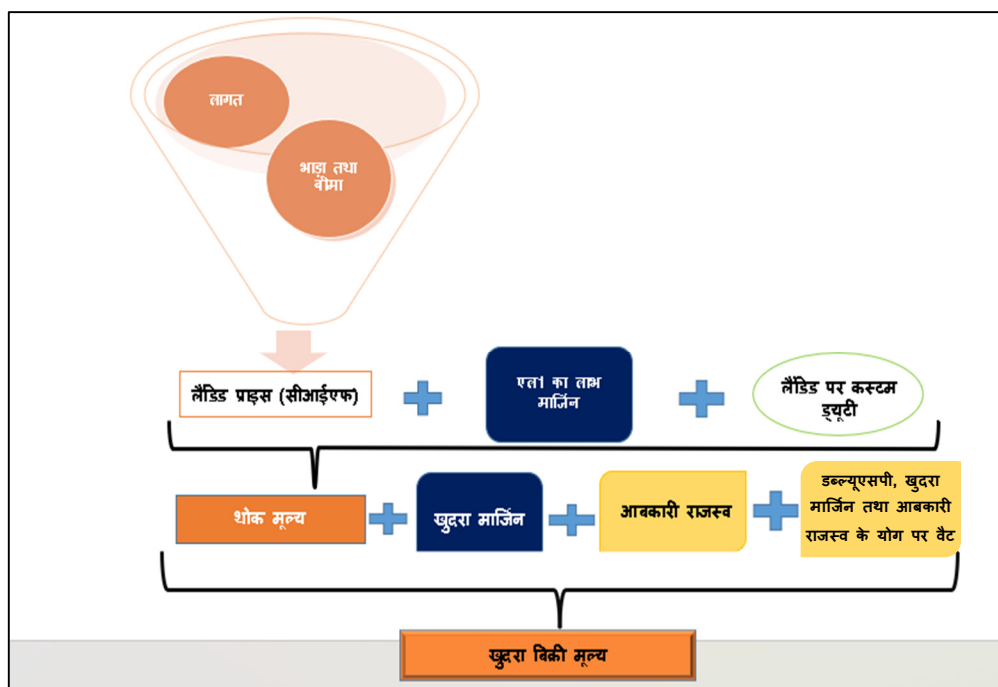 लागत
भाड़ा तथा
बीमा
लैंडिड प्राइस (सीआईएफ)
एल1 का लाभ
मार्जिन
लैंडिड पर कस्टम
ड्यूटी
थोक मूल्य
खुदरा मार्जिन
आबकारी राजस्व
डब्ल्यूएसपी, खुदरा
मार्जिन तथा आबकारी
राजस्व के योग पर वैट
खुदरा बिक्री मूल्य